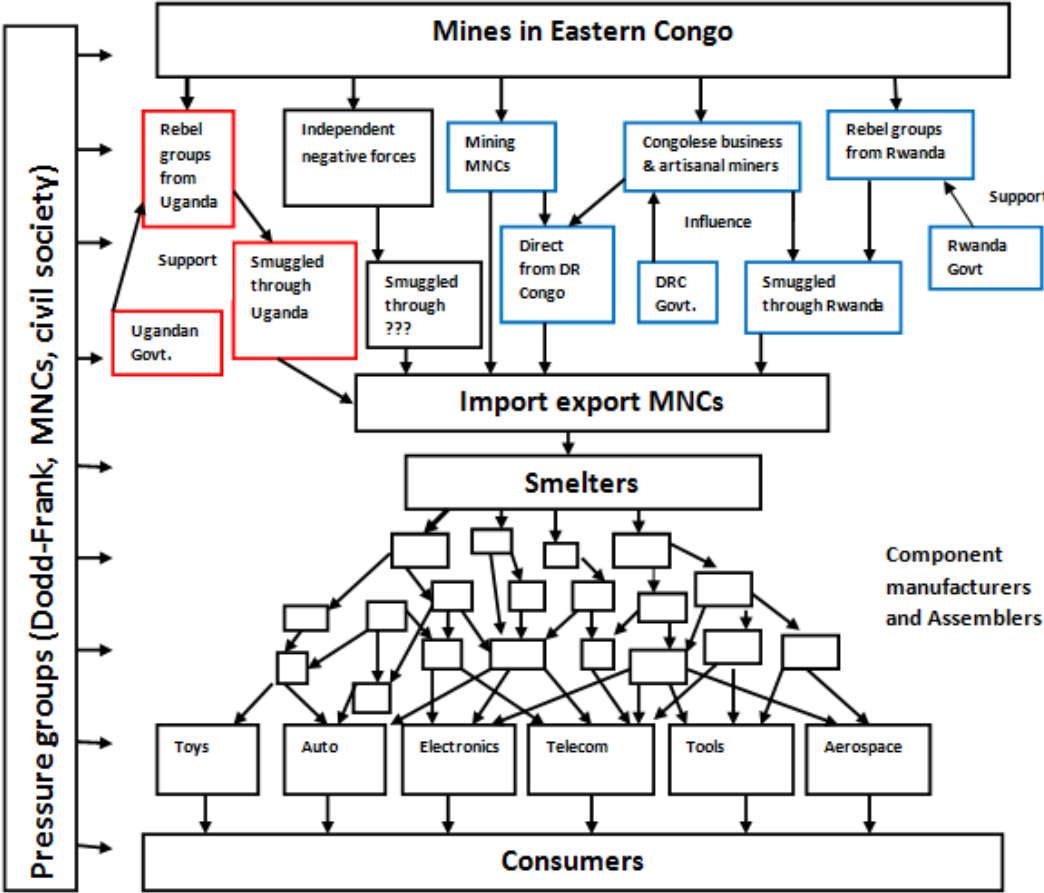 Pressure groups (Dodd-Frank, MNCs, civil society)
Mines in Eastern Congo
Rebel
groups
from
Uganda
Independent
negative forces
Mining
MNCs
Congolese business
& artisanal miners
Rebel groups
from Rwanda
Support
Influence
Support
Smuggled
through
Uganda
Ugandan
Govt.
Smuggled
through
???
Direct
from DR
Congo
DRC
Govt.
Smuggled
through Rwanda
Rwanda
Govt
Import export MNCs
Smelters
Component
manufacturers
and Assemblers
Toys
Auto
Electronics
Telecom
Tools
Aerospace
Consumers